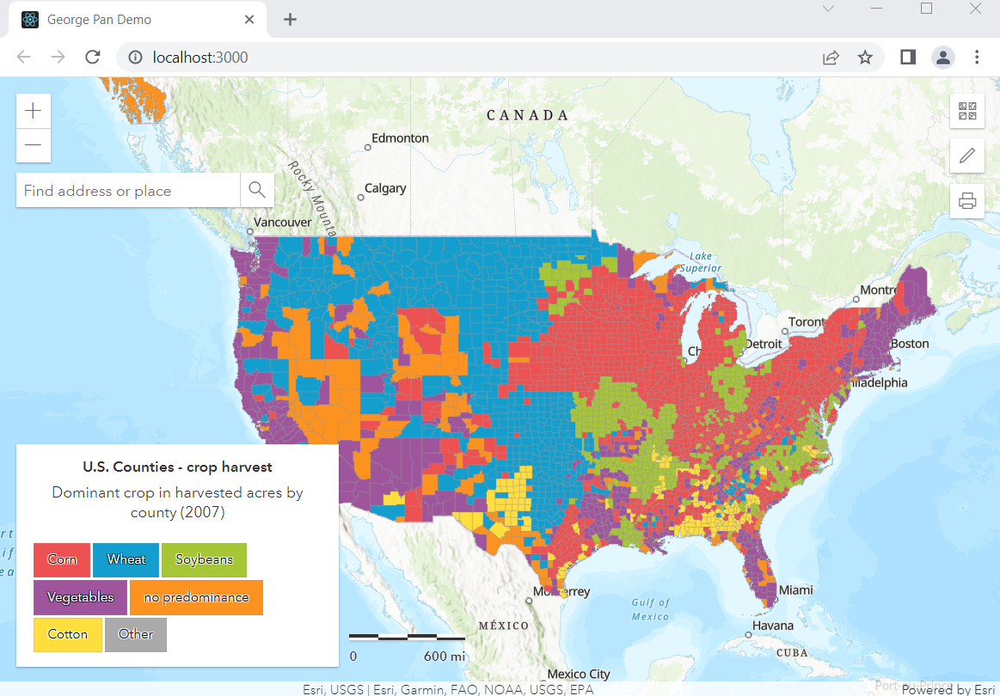 George Pan Demo
localhost:3000
CANADA
Edmonton
Rocky Mounta
Calgary
Find address or place
Vancouver
Lake
Superior
Montre
Toront
Detroit
Ch
Boston
hiladelphia
U.S. Counties - crop harvest
Dominant crop in harvested acres by
county (2007)
Corn
Wheat
Soybeans
Vegetables
no predominance
Cotton
Other
Miami
Gulf of
Mexico
MÉXICO
Havana
CUBA
0
600 mi
Mexico City
Port-au-Prince
Esri, USGS | Esri, Garmin, FAO, NOAA, USGS, EPA
Powered by Esri